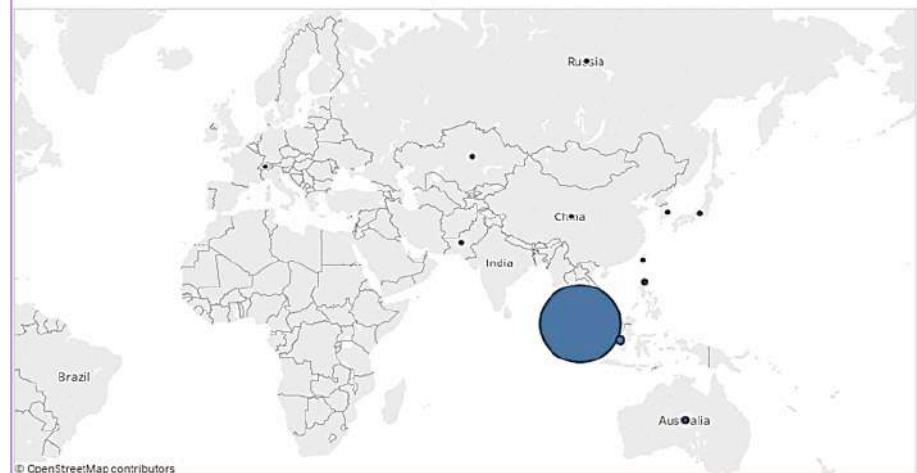 Russia
China
India
Brazil
Australia
© OpenStreetMap contributors